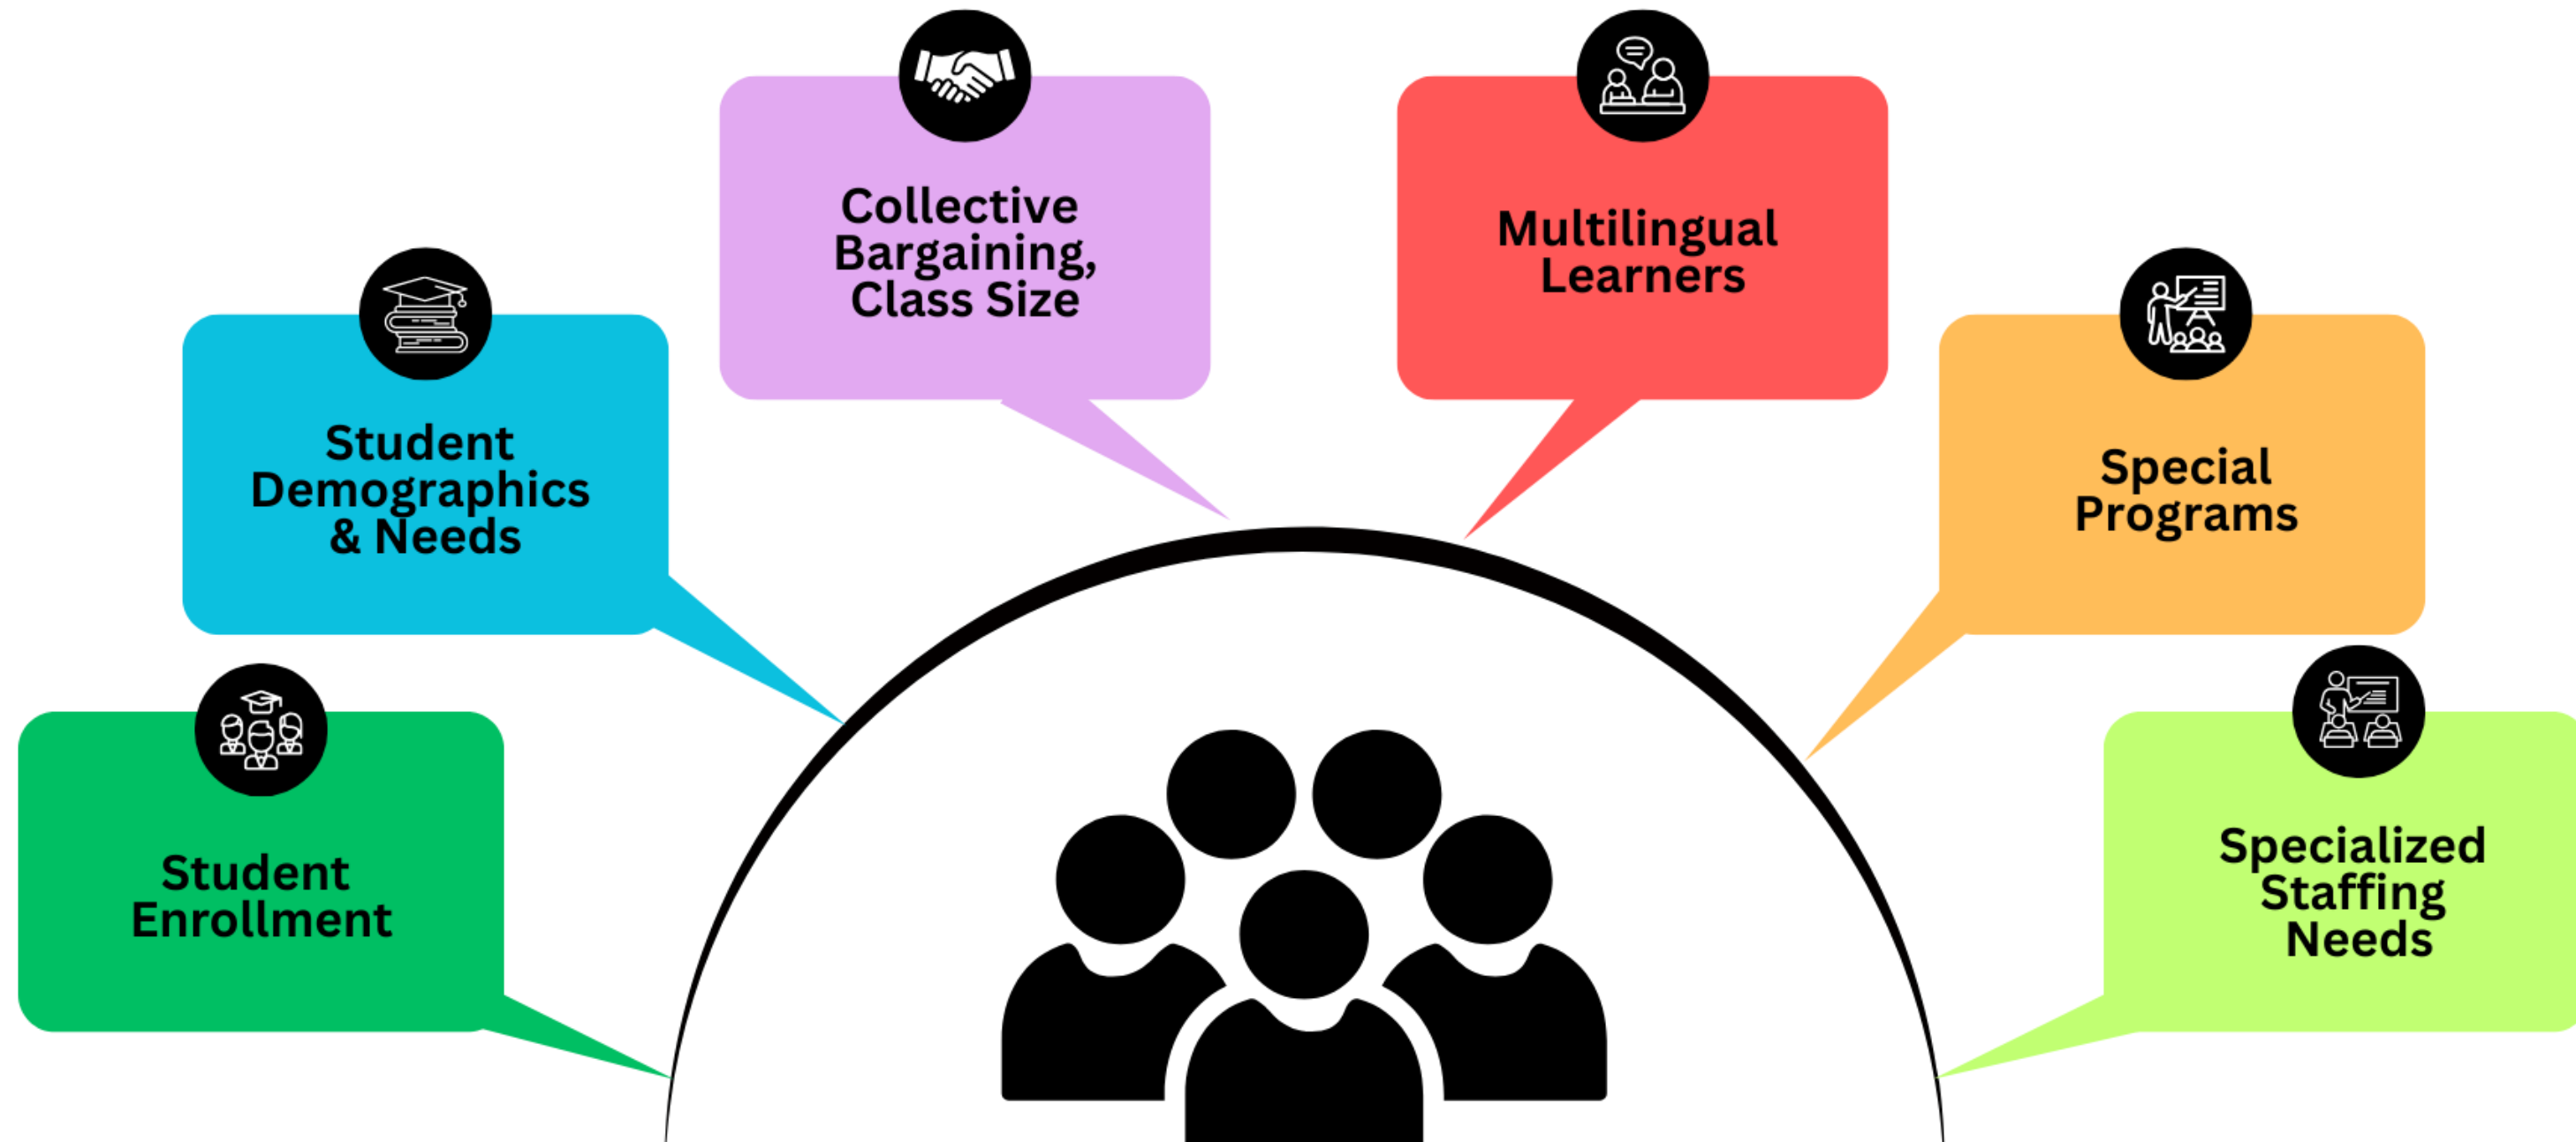 Collective
Bargaining,
Class Size
Multilingual
Learners
Student
Demographics
& Needs
Special
Programs
Student
Enrollment
Specialized
Staffing
Needs